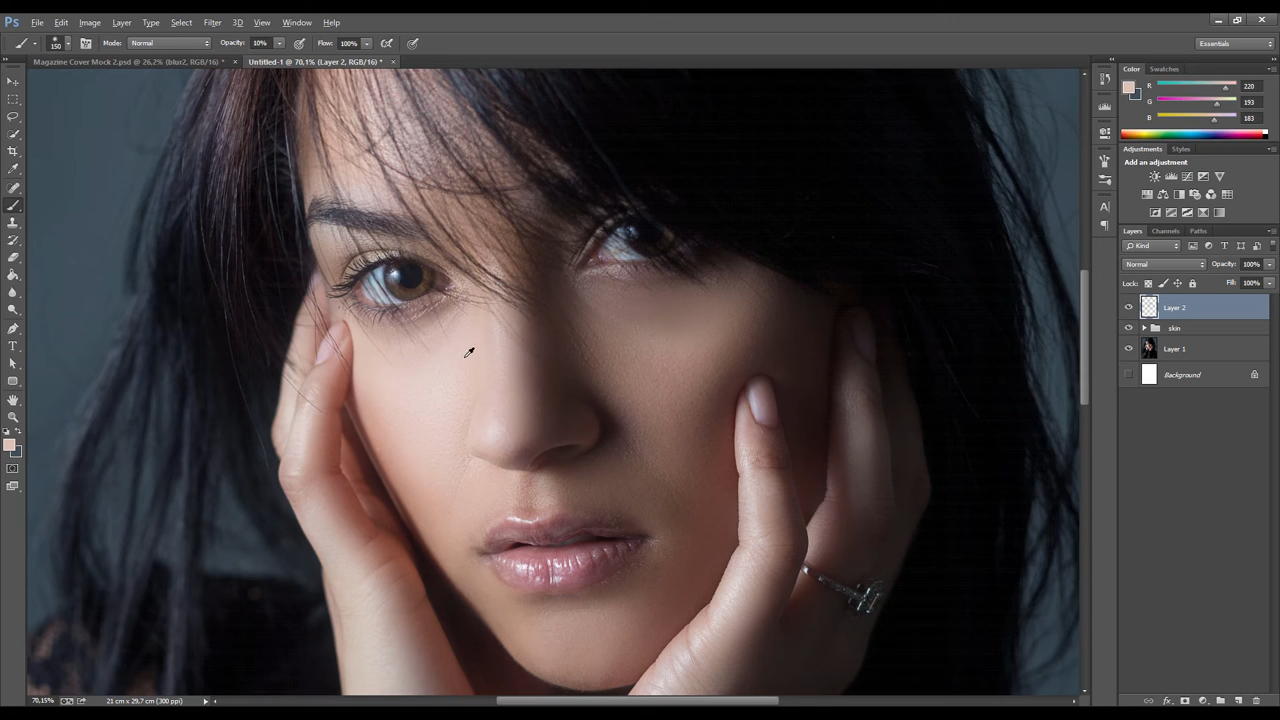 Ps File Edit Image Layer Type Select Filter 3D View Window Help
150 Mode: Normal Opacity: 10% Flow: 100% Essentials
Magazine Cover Mock 2.psd @ 26,2% (blur2, RGB/16) * × Untitled-1 @ 70,1% (Layer 2, RGB/16) * ×
Color Swatches
R 220
G 193
B 183
Adjustments Styles
Add an adjustment
Layers Channels Paths
Kind
Normal Opacity: 100%
Lock: Fill: 100%
Layer 2
skin
Layer 1
Background
70,15% 21 cm x 29,7 cm (300 ppi)